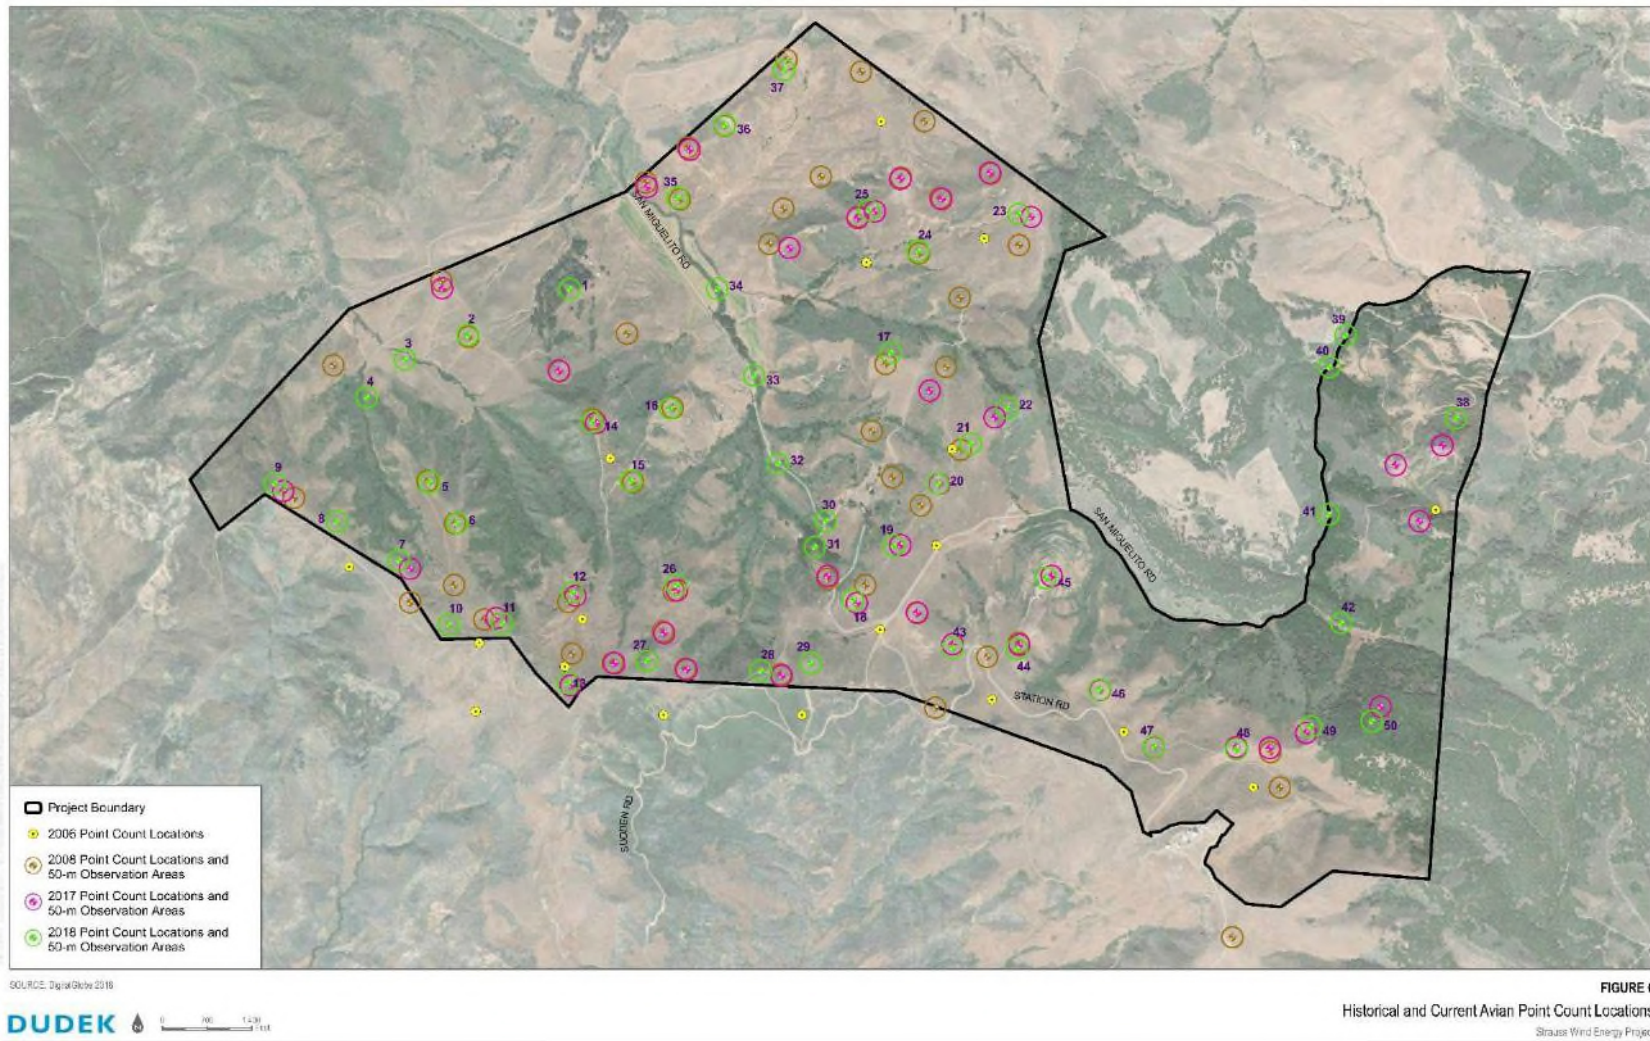 37
36
35
SAN MIGUELITO RD
25
23
24
1
34
2
39
3
17
40
33
4
16
22
38
14
21
32
9
15
5
20
41
8
6
30
SAN MIGUELITO RD
19
31
7
12
26
45
18
10
11
42
43
27
28
29
44
13
46
STATION RD
50
47
48
49
SUDDEN RD
Project Boundary
2006 Point Count Locations
2008 Point Count Locations and
50-m Observation Areas
2017 Point Count Locations and
50-m Observation Areas
2018 Point Count Locations and
50-m Observation Areas
SOURCE: DigitalGlobe 2018
FIGURE 6
Historical and Current Avian Point Count Locations
Strauss Wind Energy Project
DUDEK
0
Feet